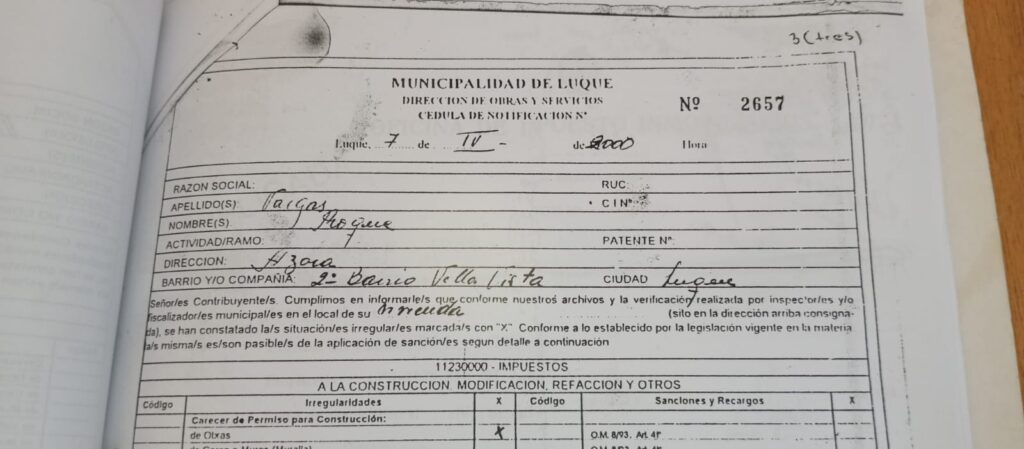 3 (tres)
MUNICIPALIDAD DE LUQUE
DIRECCION DE OBRAS Y SERVICIOS
CEDULA DE NOTIFICACION Nº
Nº 2657
Luque, 7 de IV - de 2000 Hora
RAZON SOCIAL: RUC:
APELLIDO(S): Vargas C I Nº
NOMBRE(S). Roque
ACTIVIDAD/RAMO: PATENTE Nº:
DIRECCION: Azora
BARRIO Y/O COMPAÑIA: 2º Barrio Vella Vista CIUDAD Luque
Señor/es Contribuyente/s. Cumplimos en informarle/s que conforme nuestros archivos y la verificación realizada por inspector/es y/o
fiscalizador/es municipal/es en el local de su vivienda (sito en la dirección arriba consigna-
da), se han constatado la/s situación/es irregular/es marcada/s con "X." Conforme a lo establecido por la legislación vigente en la materia
la/s misma/s es/son pasible/s de la aplicación de sanción/es segun detalle a continuación
11230000 - IMPUESTOS
A LA CONSTRUCCION, MODIFICACION, REFACCION Y OTROS
Código Irregularidades X Código Sanciones y Recargos X
Carecer de Permiso para Construcción:
de Obras X O.M. 8/93. Art. 41º